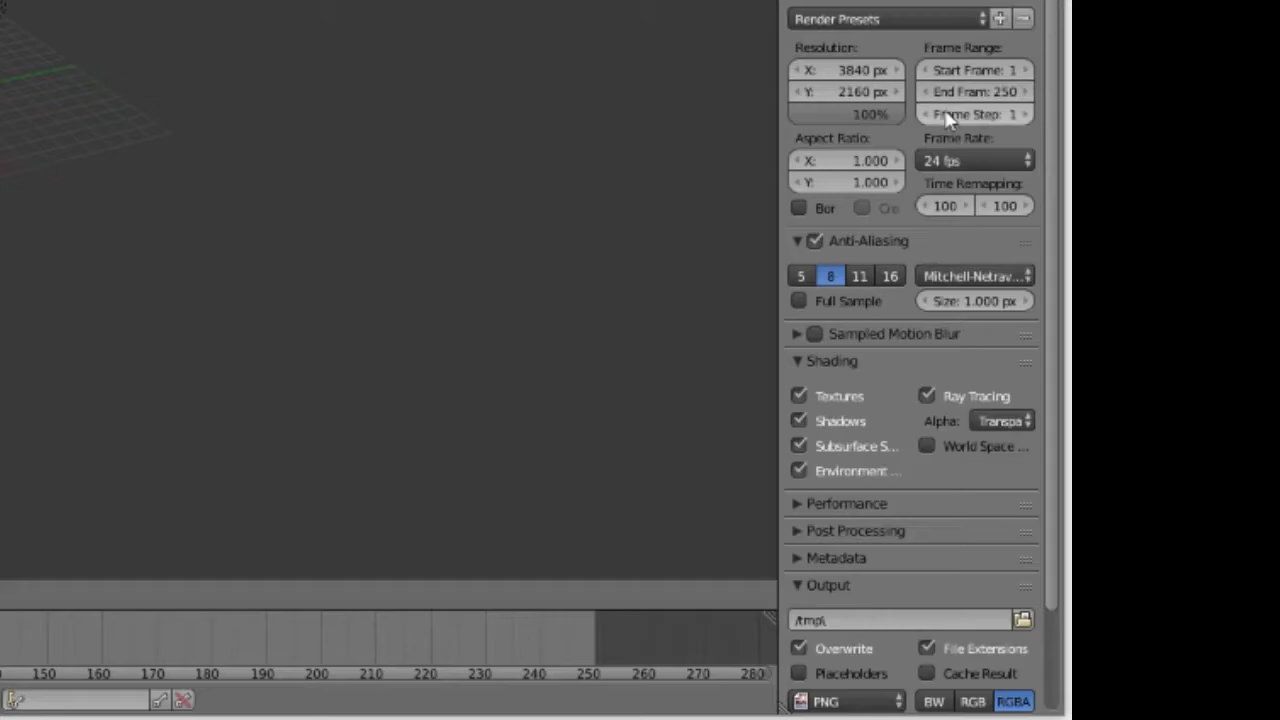 Render Presets
Resolution: Frame Range:
X: 3840 px Start Frame: 1
Y: 2160 px End Fram: 250
100% Frame Step: 1
Aspect Ratio: Frame Rate:
X: 1.000 24 fps
Y: 1.000 Time Remapping:
Bor Cro 100 100
Anti-Aliasing
5 8 11 16 Mitchell-Netrav...
Full Sample Size: 1.000 px
Sampled Motion Blur
Shading
Textures Ray Tracing
Shadows Alpha: Transpa
Subsurface S... World Space ...
Environment ...
Performance
Post Processing
Metadata
Output
/tmp\
Overwrite File Extensions
150 160 170 180 190 200 210 220 230 240 250 260 270 280
Placeholders Cache Result
PNG BW RGB RGBA